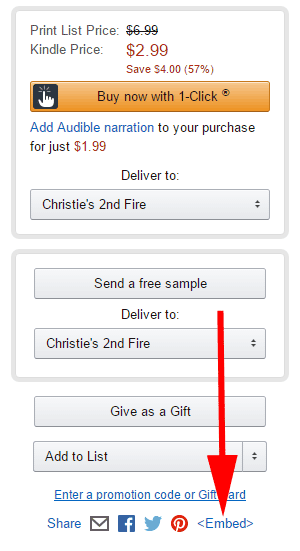 Print List Price: $6.99
Kindle Price: $2.99
Save $4.00 (57%)
Buy now with 1-Click ®
Add Audible narration to your purchase
for just $1.99
Deliver to:
Christie's 2nd Fire
Send a free sample
Deliver to:
Christie's 2nd Fire
Give as a Gift
Add to List
Enter a promotion code or Gift Card
Share <Embed>